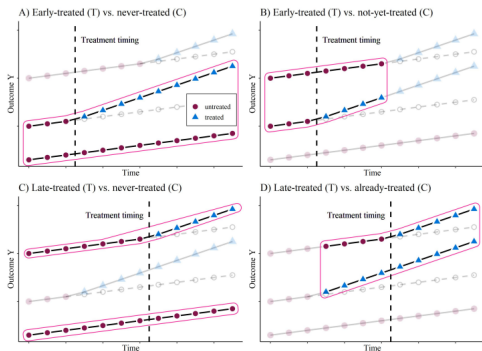 A) Early-treated (T) vs. never-treated (C)
Treatment timing
Outcome Y
untreated
treated
Time
B) Early-treated (T) vs. not-yet-treated (C)
Treatment timing
Outcome Y
Time
C) Late-treated (T) vs. never-treated (C)
Treatment timing
Outcome Y
Time
D) Late-treated (T) vs. already-treated (C)
Treatment timing
Outcome Y
Time